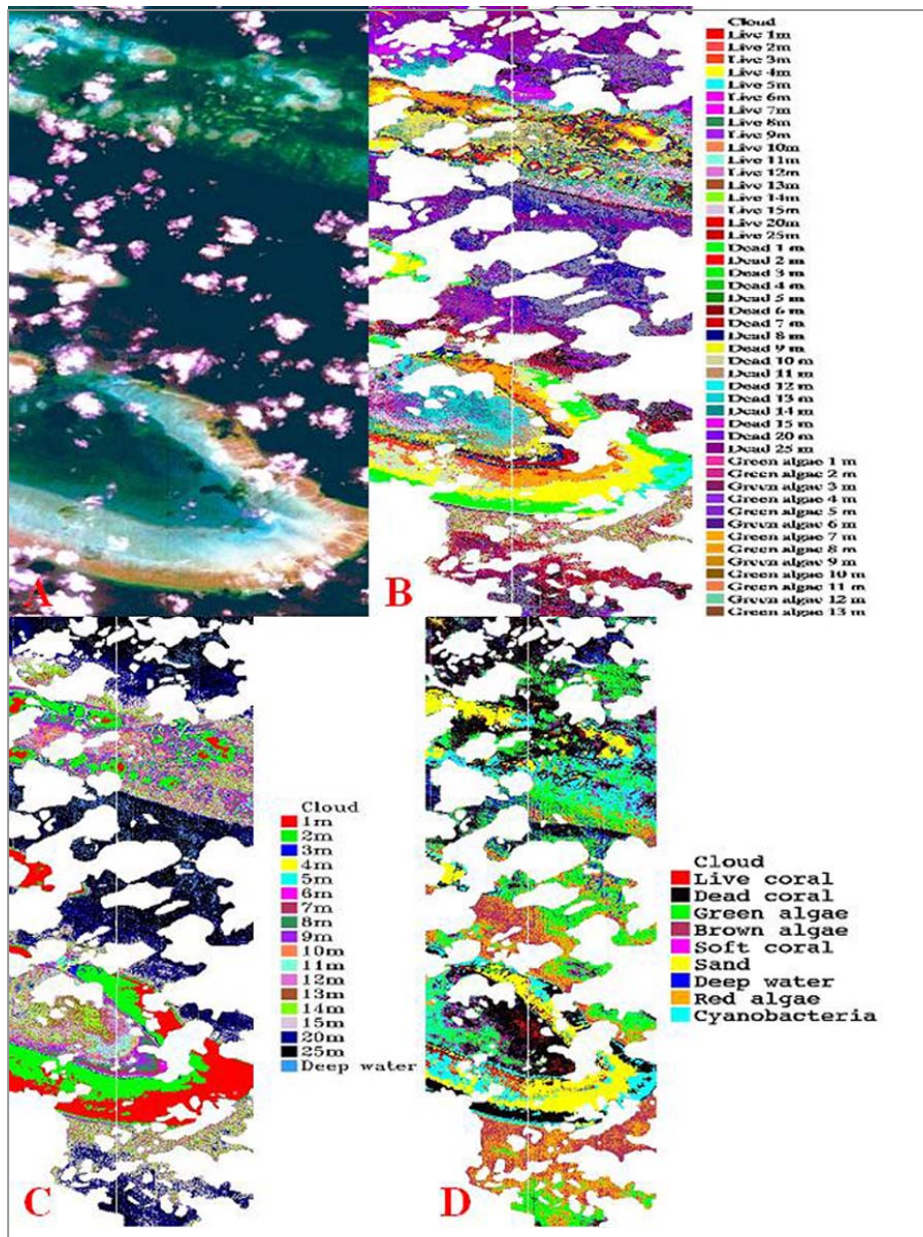 Cloud
Live 1m
Live 2m
Live 3m
Live 4m
Live 5m
Live 6m
Live 7m
Live 8m
Live 9m
Live 10m
Live 11m
Live 12m
Live 13m
Live 14m
Live 15m
Live 20m
Live 25m
Dead 1 m
Dead 2 m
Dead 3 m
Dead 4 m
Dead 5 m
Dead 6 m
Dead 7 m
Dead 8 m
Dead 9 m
Dead 10 m
Dead 11 m
Dead 12 m
Dead 13 m
Dead 14 m
Dead 15 m
Dead 20 m
Dead 25 m
Green algae 1 m
Green algae 2 m
Green algae 3 m
Green algae 4 m
Green algae 5 m
Green algae 6 m
Green algae 7 m
Green algae 8 m
Green algae 9 m
Green algae 10 m
Green algae 11 m
Green algae 12 m
Green algae 13 m
A
B
Cloud
1m
2m
3m
4m
5m
6m
7m
8m
9m
10m
11m
12m
13m
14m
15m
20m
25m
Deep water
C
Cloud
Live coral
Dead coral
Green algae
Brown algae
Soft coral
Sand
Deep water
Red algae
Cyanobacteria
D